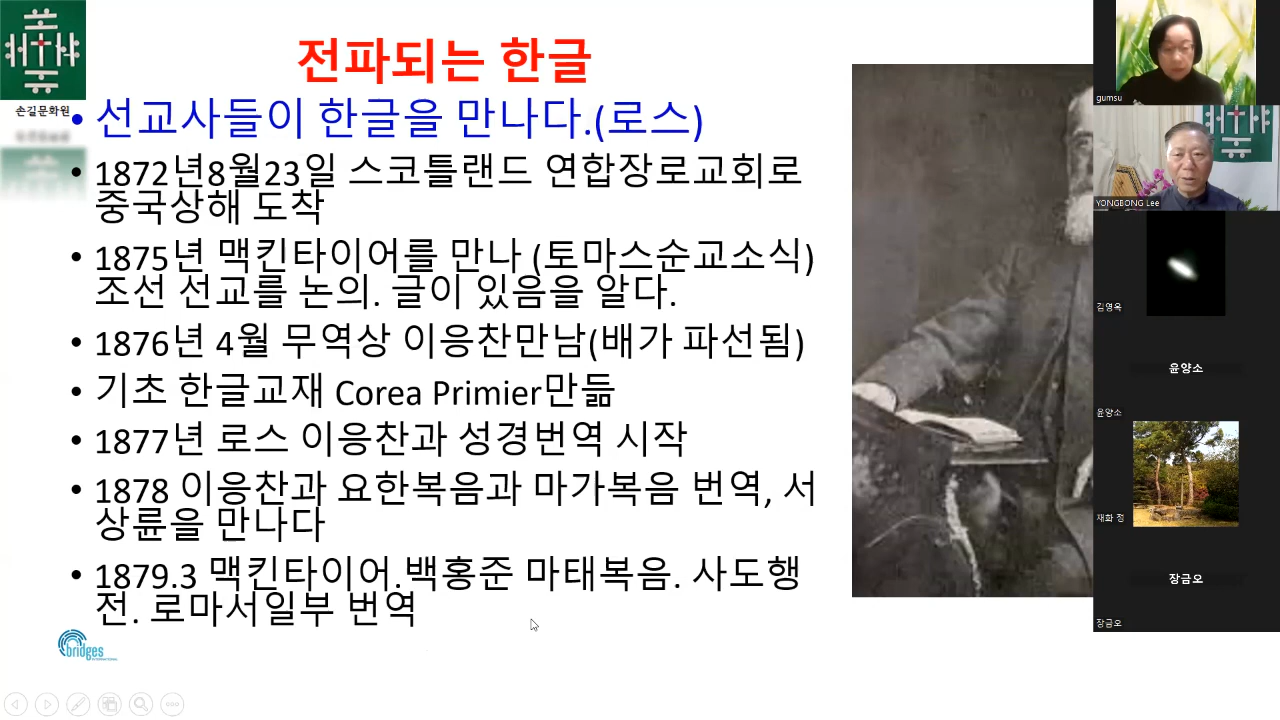 전파되는 한글
손길문화원
선교사들이 한글을 만나다.(로스)
1872년8월23일 스코틀랜드 연합장로교회로
중국상해 도착
1875년 맥킨타이어를 만나 (토마스순교소식)
조선 선교를 논의. 글이 있음을 알다.
1876년 4월 무역상 이응찬만남(배가 파선됨)
기초 한글교재 Corea Primier만듦
1877년 로스 이응찬과 성경번역 시작
1878 이응찬과 요한복음과 마가복음 번역, 서
상륜을 만나다
1879.3 맥킨타이어.백홍준 마태복음. 사도행
전. 로마서일부 번역
bridges
gumsu
YONGBONG Lee
김영옥
윤양소
윤양소
재화 정
장금오
장금오